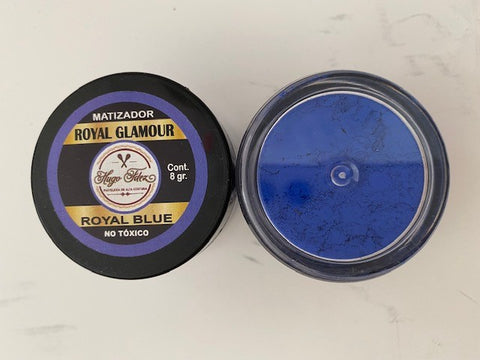 MATIZADOR
ROYAL GLAMOUR
Cont.
8 gr.
ROYAL BLUE
NO TÓXICO